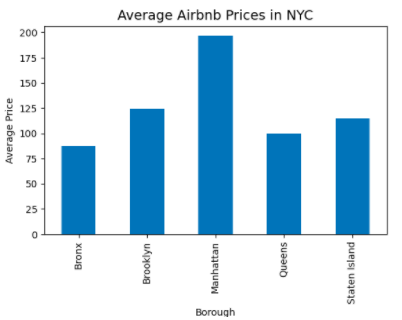 Average Airbnb Prices in NYC
200
175
150
125
100
75
50
25
0
Average Price
Bronx
Brooklyn
Manhattan
Queens
Staten Island
Borough